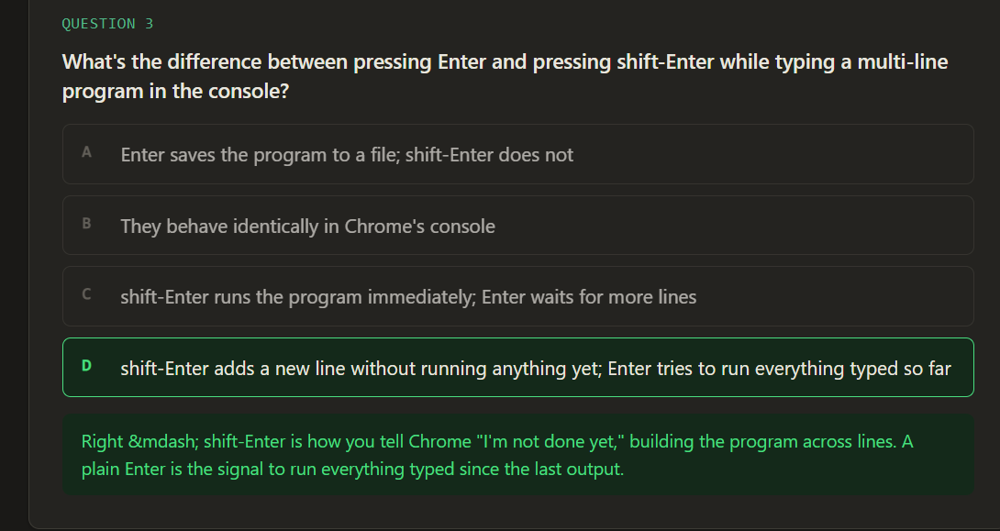 QUESTION 3
What's the difference between pressing Enter and pressing shift-Enter while typing a multi-line
program in the console?
A Enter saves the program to a file; shift-Enter does not
B They behave identically in Chrome's console
C shift-Enter runs the program immediately; Enter waits for more lines
D shift-Enter adds a new line without running anything yet; Enter tries to run everything typed so far
Right &mdash; shift-Enter is how you tell Chrome "I'm not done yet," building the program across lines. A
plain Enter is the signal to run everything typed since the last output.